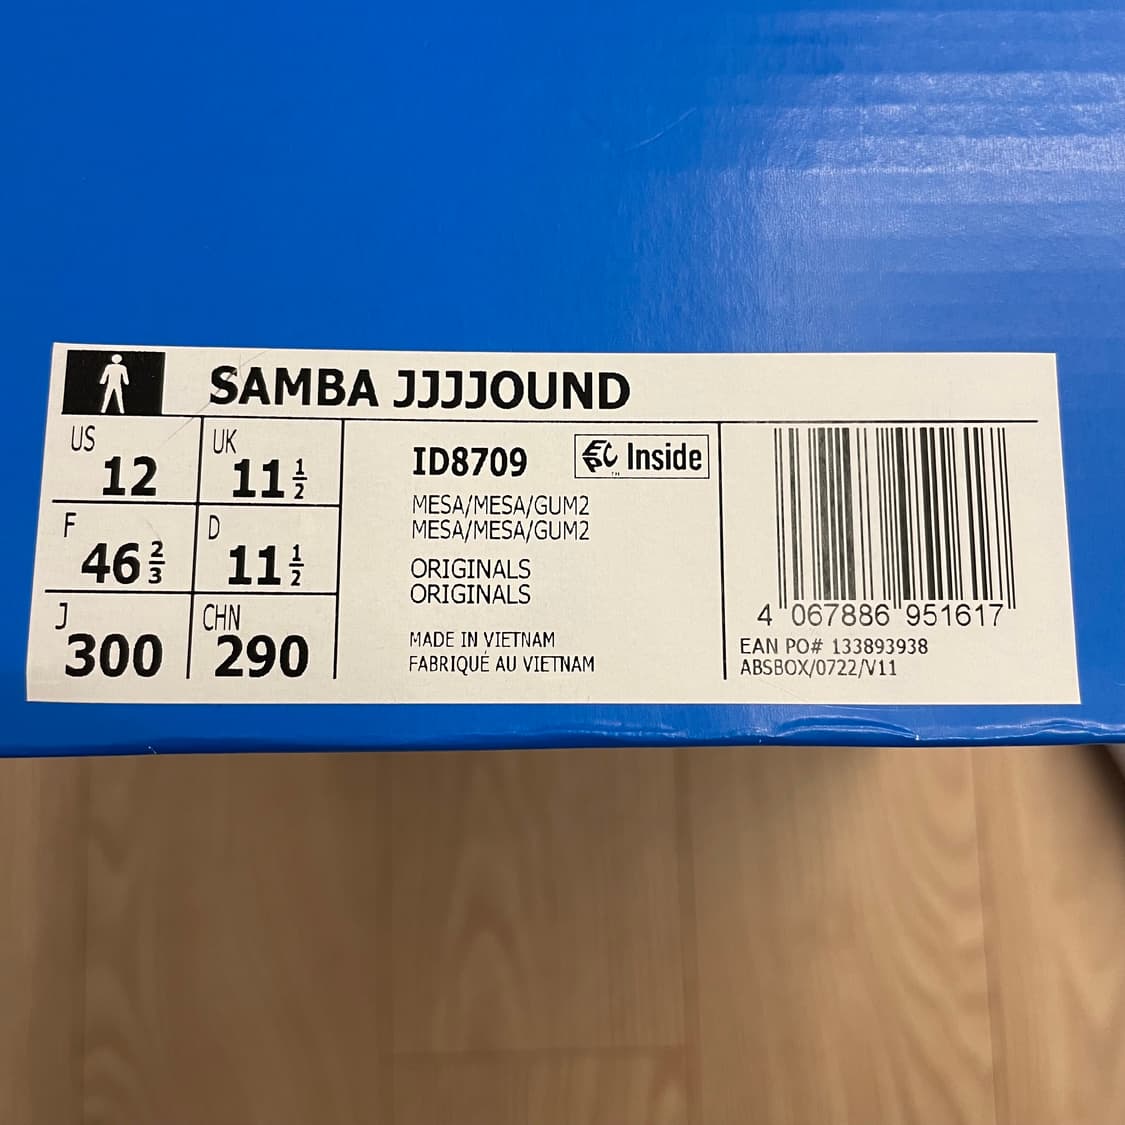 SAMBA JJJJOUND
US 12
UK 11 1/2
F 46 2/3
D 11 1/2
J 300
CHN 290
ID8709
EPC Inside
TM
MESA/MESA/GUM2
MESA/MESA/GUM2
ORIGINALS
ORIGINALS
MADE IN VIETNAM
FABRIQUÉ AU VIETNAM
4 067886 951617
EAN PO# 133893938
ABSBOX/0722/V11